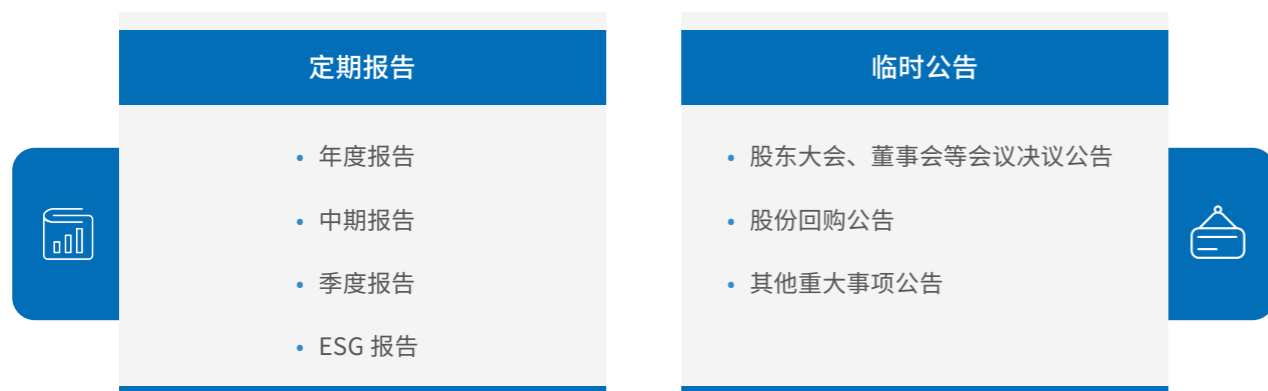 定期报告
• 年度报告
• 中期报告
• 季度报告
• ESG 报告
临时公告
• 股东大会、董事会等会议决议公告
• 股份回购公告
• 其他重大事项公告